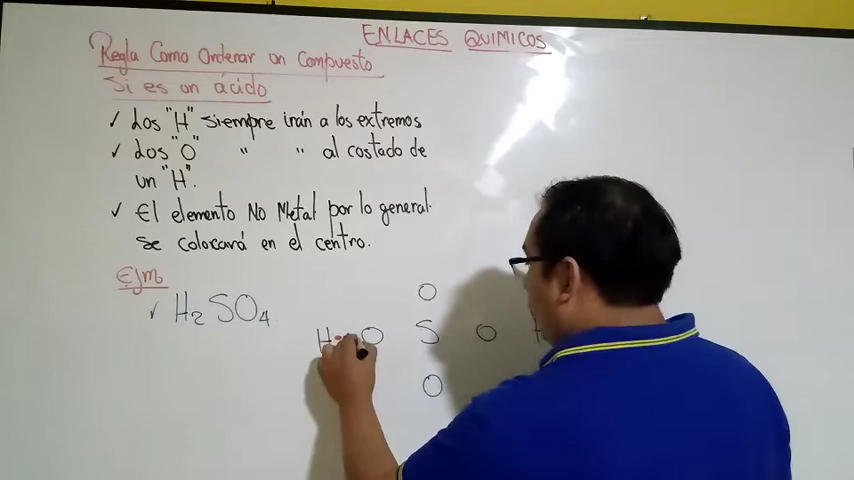 ENLACES QUIMICOS
Regla Como Ordenar un Compuesto
Si es un ácido
✓ Los "H" siempre irán a los extremos
✓ Los "O" " " al costado de
un "H".
✓ El elemento No Metal por lo general
se colocará en el centro.
Ejm
✓ H2SO4
O
H O S O H
O